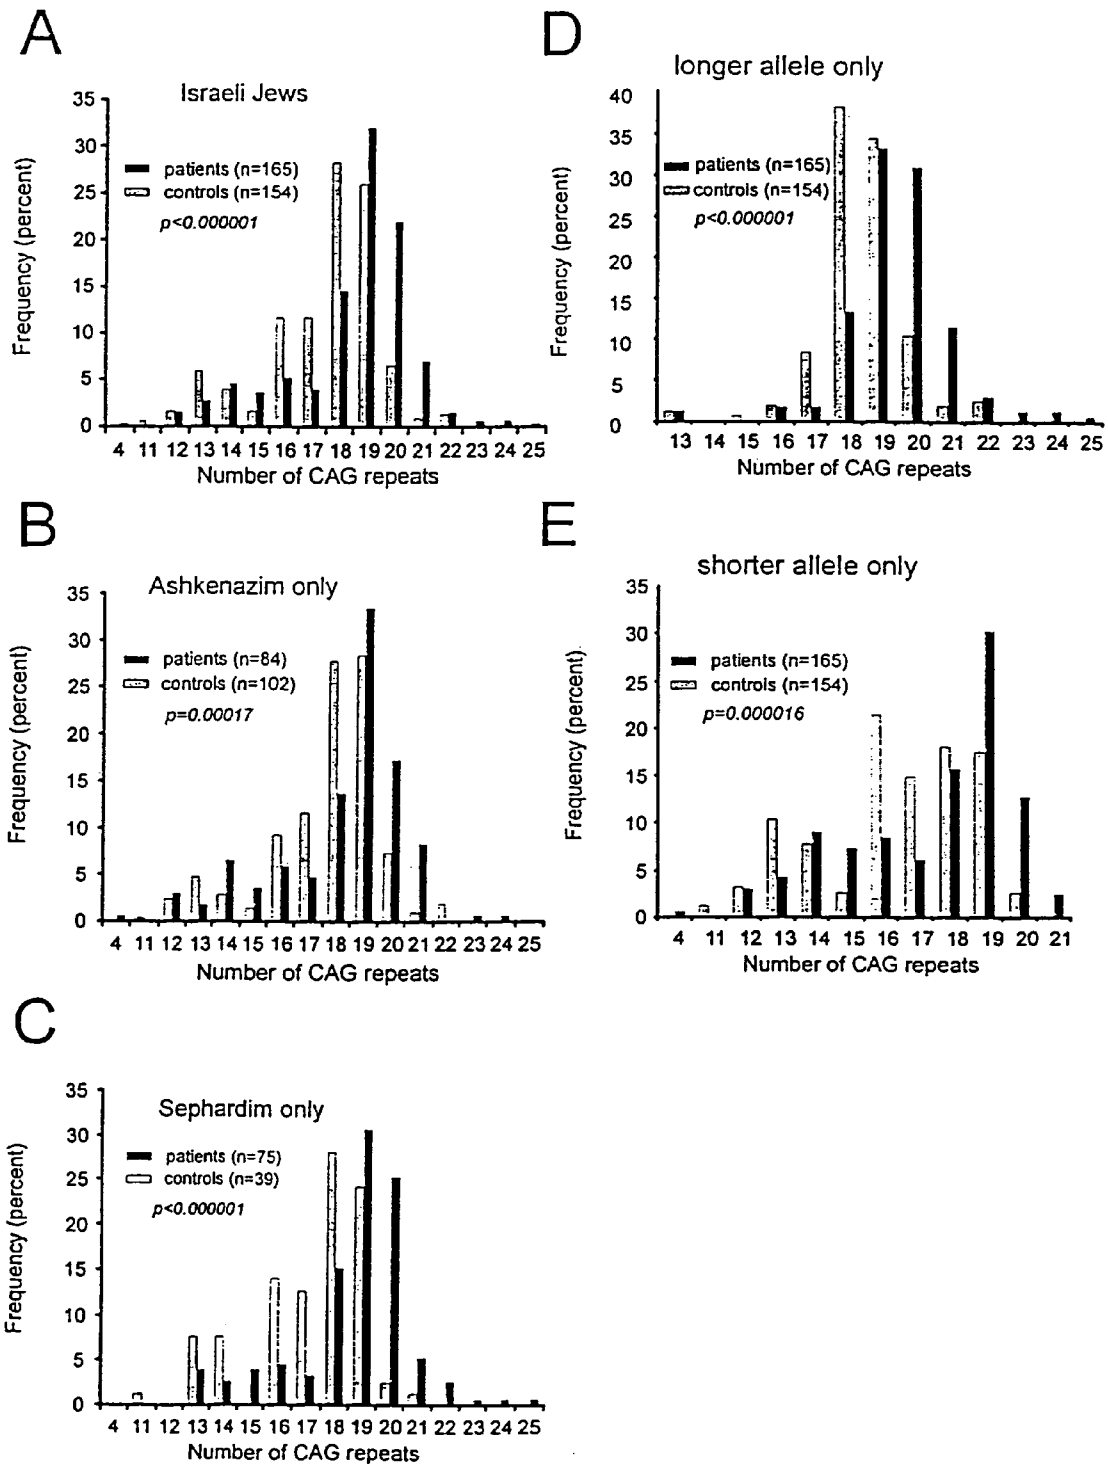 A
Israeli Jews
35
30
25
20
15
10
5
0
Frequency (percent)
patients (n=165)
controls (n=154)
p<0.000001
4 11 12 13 14 15 16 17 18 19 20 21 22 23 24 25
Number of CAG repeats
B
Ashkenazim only
35
30
25
20
15
10
5
0
Frequency (percent)
patients (n=84)
controls (n=102)
p=0.00017
4 11 12 13 14 15 16 17 18 19 20 21 22 23 24 25
Number of CAG repeats
C
Sephardim only
35
30
25
20
15
10
5
0
Frequency (percent)
patients (n=75)
controls (n=39)
p<0.000001
4 11 12 13 14 15 16 17 18 19 20 21 22 23 24 25
Number of CAG repeats
D
longer allele only
40
35
30
25
20
15
10
5
0
Frequency (percent)
patients (n=165)
controls (n=154)
p<0.000001
13 14 15 16 17 18 19 20 21 22 23 24 25
Number of CAG repeats
E
shorter allele only
35
30
25
20
15
10
5
0
Frequency (percent)
patients (n=165)
controls (n=154)
p=0.000016
4 11 12 13 14 15 16 17 18 19 20 21
Number of CAG repeats